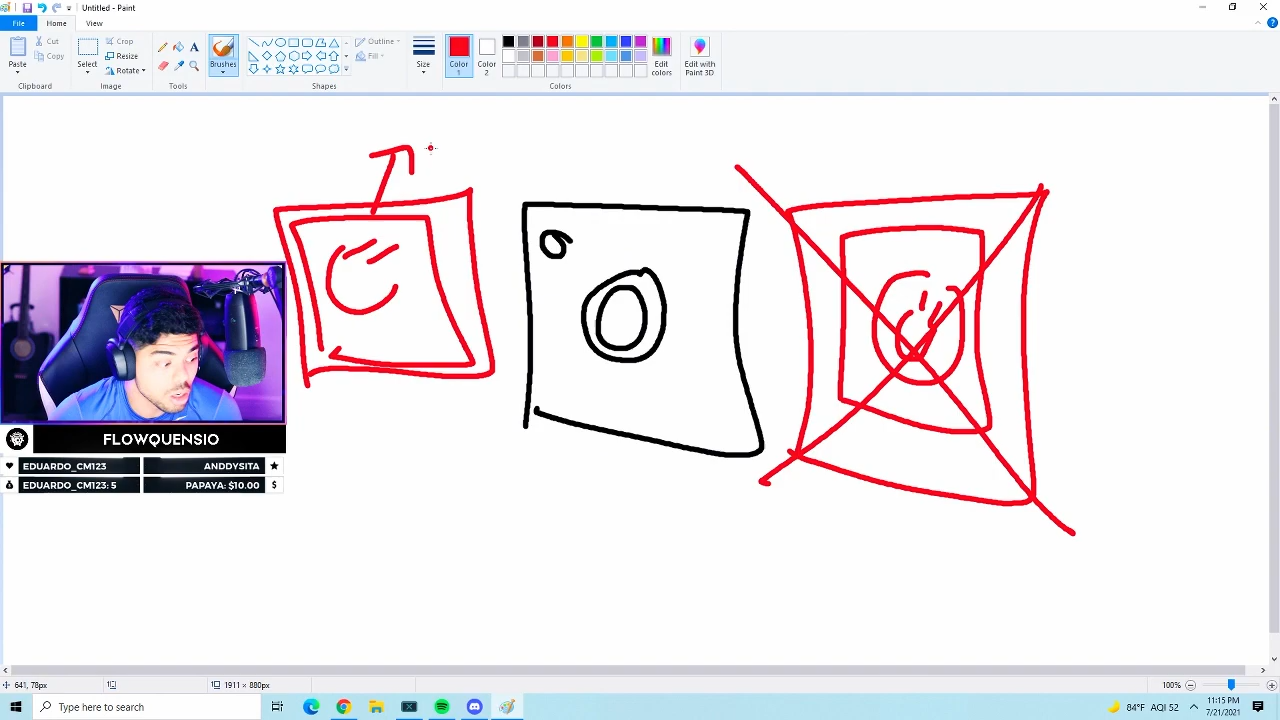 Untitled - Paint
File
Home
View
Paste
Cut
Copy
Clipboard
Select
Crop
Resize
Rotate
Image
A
Tools
Brushes
Outline
Fill
Shapes
Size
Color 1
Color 2
Edit colors
Edit with Paint 3D
Colors
FLOWQUENSIO
EDUARDO_CM123
ANDDYSITA
EDUARDO_CM123: 5
PAPAYA: $10.00
$
641, 78px
1911 × 880px
100%
Type here to search
84°F AQI 52
11:15 PM
7/21/2021